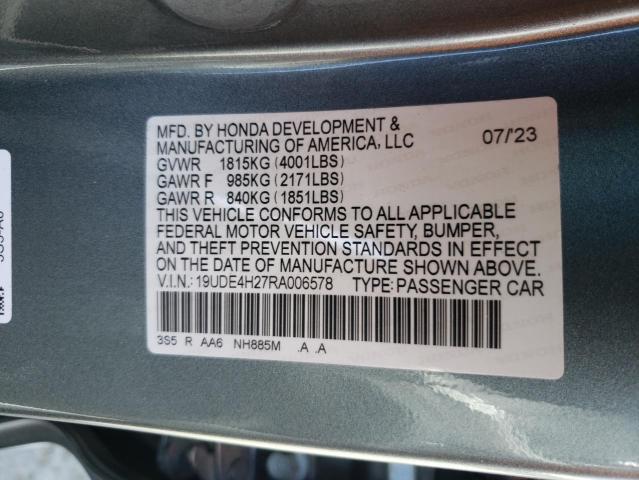 MFD. BY HONDA DEVELOPMENT &
MANUFACTURING OF AMERICA, LLC 07/'23
GVWR 1815KG (4001LBS)
GAWR F 985KG (2171LBS)
GAWR R 840KG (1851LBS)
THIS VEHICLE CONFORMS TO ALL APPLICABLE
FEDERAL MOTOR VEHICLE SAFETY, BUMPER,
AND THEFT PREVENTION STANDARDS IN EFFECT
ON THE DATE OF MANUFACTURE SHOWN ABOVE.
V.I.N.: 19UDE4H27RA006578 TYPE: PASSENGER CAR
3S5 R AA6 NH885M .A .A